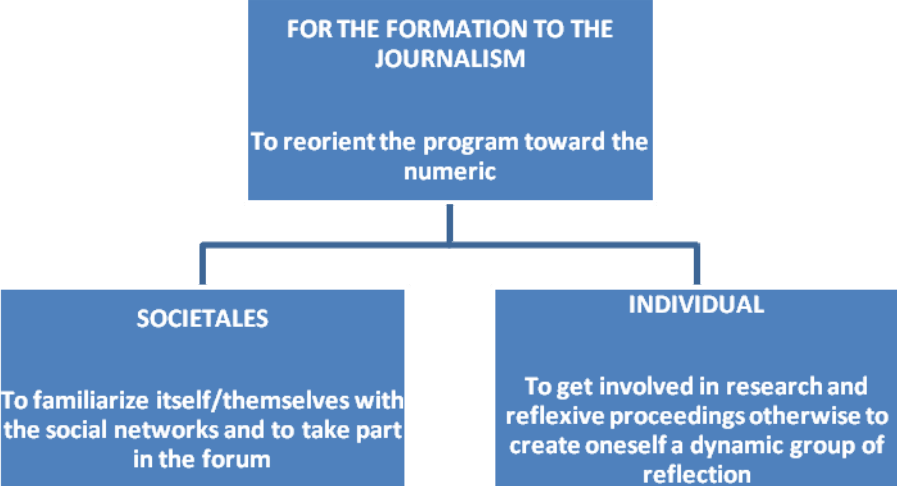 FOR THE FORMATION TO THE
JOURNALISM
To reorient the program toward the
numeric
SOCIETALES
To familiarize itself/themselves with
the social networks and to take part
in the forum
INDIVIDUAL
To get involved in research and
reflexive proceedings otherwise to
create oneself a dynamic group of
reflection